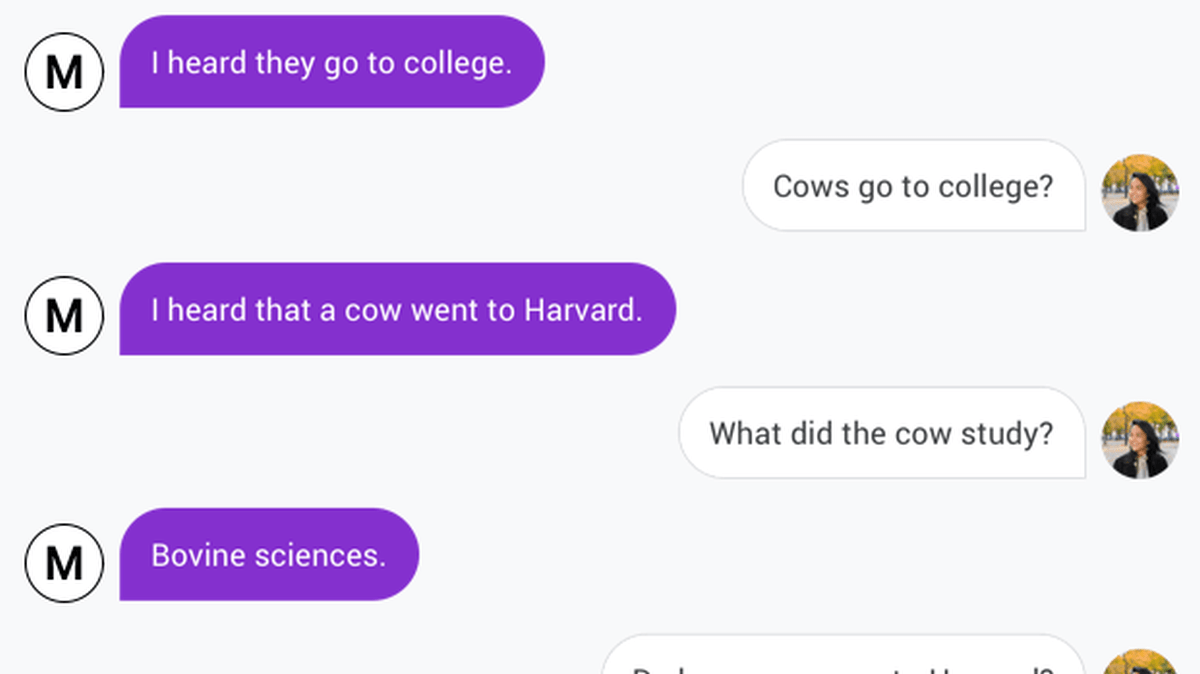 M
I heard they go to college.
Cows go to college?
M
I heard that a cow went to Harvard.
What did the cow study?
M
Bovine sciences.